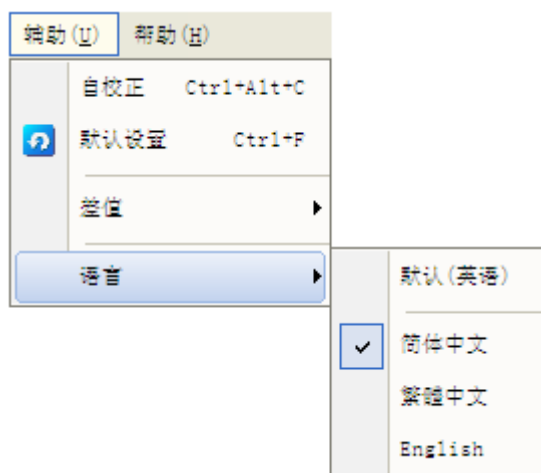 辅助(U) 帮助(H)
自校正 Ctrl+Alt+C
默认设置 Ctrl+F
差值
语言
默认(英语)
简体中文
繁體中文
English